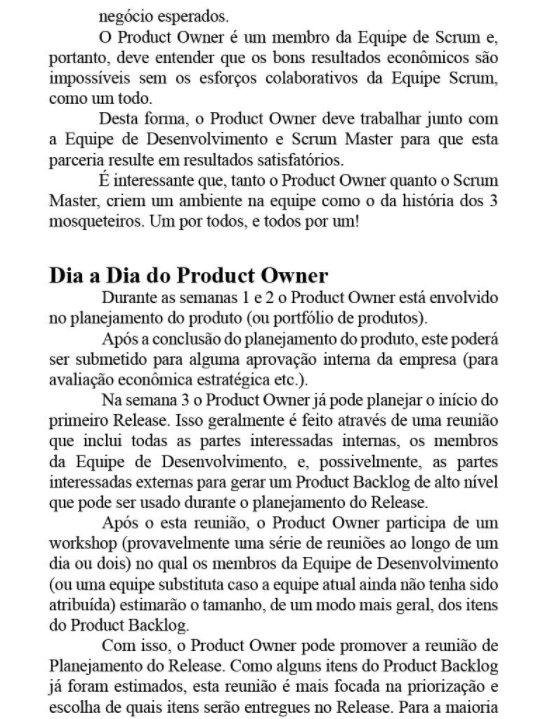 negócio esperados.
O Product Owner é um membro da Equipe de Scrum e,
portanto, deve entender que os bons resultados econômicos são
impossíveis sem os esforços colaborativos da Equipe Scrum,
como um todo.
Desta forma, o Product Owner deve trabalhar junto com
a Equipe de Desenvolvimento e Scrum Master para que esta
parceria resulte em resultados satisfatórios.
É interessante que, tanto o Product Owner quanto o Scrum
Master, criem um ambiente na equipe como o da história dos 3
mosqueteiros. Um por todos, e todos por um!
Dia a Dia do Product Owner
Durante as semanas 1 e 2 o Product Owner está envolvido
no planejamento do produto (ou portfólio de produtos).
Após a conclusão do planejamento do produto, este poderá
ser submetido para alguma aprovação interna da empresa (para
avaliação econômica estratégica etc.).
Na semana 3 o Product Owner já pode planejar o início do
primeiro Release. Isso geralmente é feito através de uma reunião
que inclui todas as partes interessadas internas, os membros
da Equipe de Desenvolvimento, e, possivelmente, as partes
interessadas externas para gerar um Product Backlog de alto nível
que pode ser usado durante o planejamento do Release.
Após o esta reunião, o Product Owner participa de um
workshop (provavelmente uma série de reuniões ao longo de um
dia ou dois) no qual os membros da Equipe de Desenvolvimento
(ou uma equipe substituta caso a equipe atual ainda não tenha sido
atribuída) estimarão o tamanho, de um modo mais geral, dos itens
do Product Backlog.
Com isso, o Product Owner pode promover a reunião de
Planejamento do Release. Como alguns itens do Product Backlog
já foram estimados, esta reunião é mais focada na priorização e
escolha de quais itens serão entregues no Release. Para a maioria